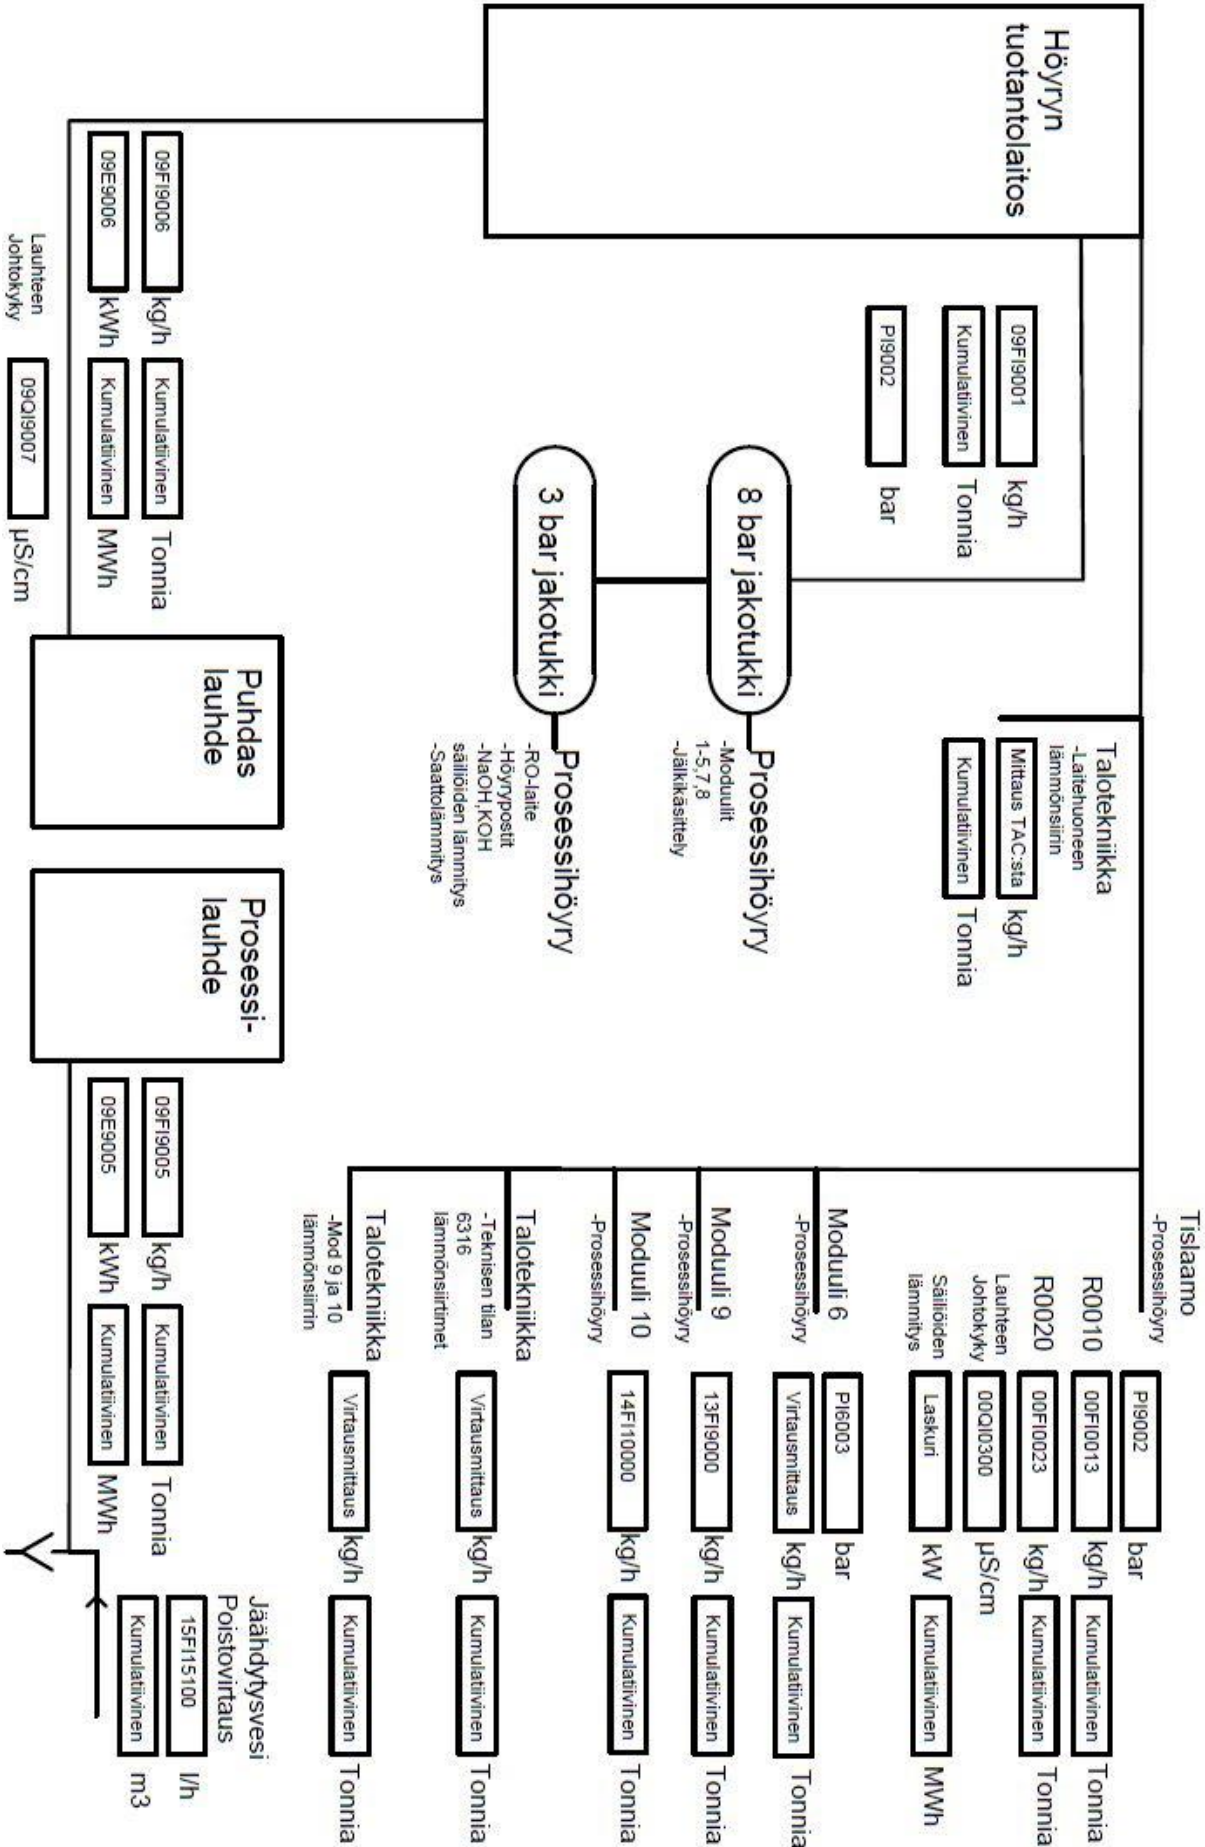 Höyryn
tuotantolaitos
09FI9001 kg/h
Kumulatiivinen Tonnia
PI9002 bar
8 bar jakotukki
3 bar jakotukki
Prosessihöyry
-Moduulit
1-5,7,8
-Jälkikäsittely
Prosessihöyry
-RO-laite
-Höyrypostit
-NaOH,KOH
säiliöiden lämmitys
-Saattolämmitys
Talotekniikka
-Laitehuoneen
lämmönsiirin
Mittaus TAC:sta kg/h
Kumulatiivinen Tonnia
Tislaamo
-Prosessihöyry
PI9002 bar
R0010 00FI0013 kg/h Kumulatiivinen Tonnia
R0020 00FI0023 kg/h Kumulatiivinen Tonnia
Lauhteen
Johtokyky 00QI0300 µS/cm
Säiliöiden
lämmitys Laskuri kW Kumulatiivinen MWh
Moduuli 6
-Prosessihöyry
PI6003 bar
Virtausmittaus kg/h Kumulatiivinen Tonnia
Moduuli 9
-Prosessihöyry
13FI9000 kg/h Kumulatiivinen Tonnia
Moduuli 10
-Prosessihöyry
14FI10000 kg/h Kumulatiivinen Tonnia
Talotekniikka
-Teknisen tilan
6316
lämmönsiirtimet
Virtausmittaus kg/h Kumulatiivinen Tonnia
Talotekniikka
-Mod 9 ja 10
lämmönsiirin
Virtausmittaus kg/h Kumulatiivinen Tonnia
09FI9006 kg/h Kumulatiivinen Tonnia
09E9006 kWh Kumulatiivinen MWh
Lauhteen
Johtokyky 09QI9007 µS/cm
Puhdas
lauhde
Prosessi-
lauhde
09FI9005 kg/h Kumulatiivinen Tonnia
09E9005 kWh Kumulatiivinen MWh
Jäähdytysvesi
Poistovirtaus
15FI15100 l/h
Kumulatiivinen m3